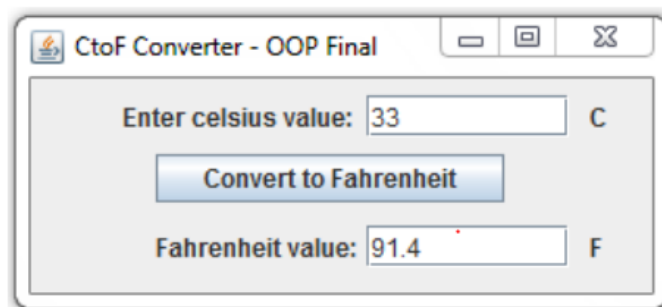 CtoF Converter - OOP Final
Enter celsius value: 33 C
Convert to Fahrenheit
Fahrenheit value: 91.4 F